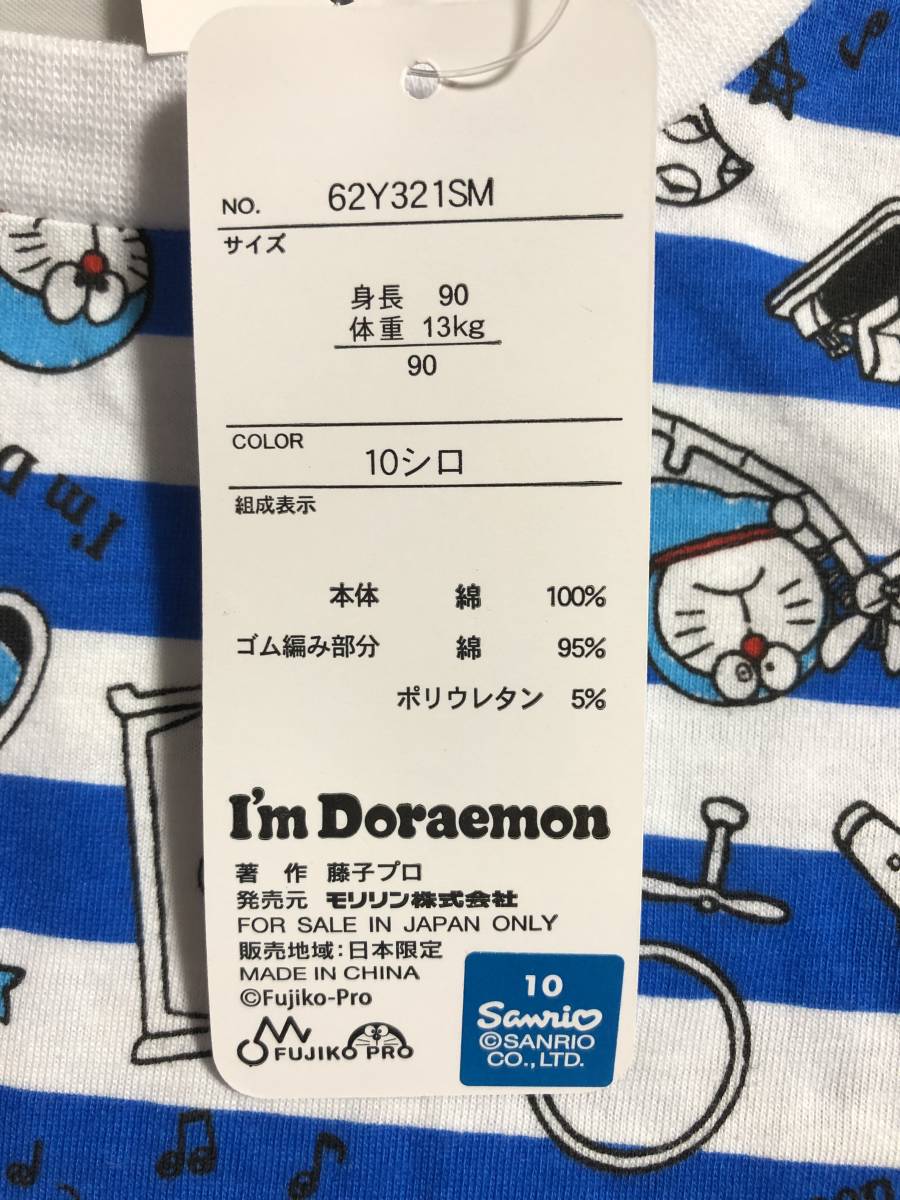 NO. 62Y321SM
サイズ
身長 90
体重 13kg
90
COLOR
10シロ
組成表示
本体 綿 100%
ゴム編み部分 綿 95%
ポリウレタン 5%
I'm Doraemon
著 作 藤子プロ
発売元 モリリン株式会社
FOR SALE IN JAPAN ONLY
販売地域:日本限定
MADE IN CHINA
©Fujiko-Pro
FUJIKO PRO
10
Sanrio
©SANRIO
CO.,LTD.
I'm D